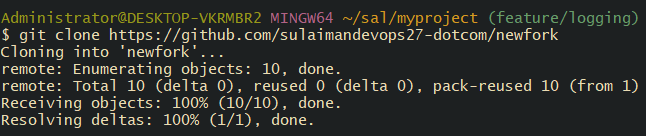 Administrator@DESKTOP-VKRMBR2 MINGW64 ~/sal/myproject (feature/logging)
$ git clone https://github.com/sulaimandevops27-dotcom/newfork
Cloning into 'newfork'...
remote: Enumerating objects: 10, done.
remote: Total 10 (delta 0), reused 0 (delta 0), pack-reused 10 (from 1)
Receiving objects: 100% (10/10), done.
Resolving deltas: 100% (1/1), done.